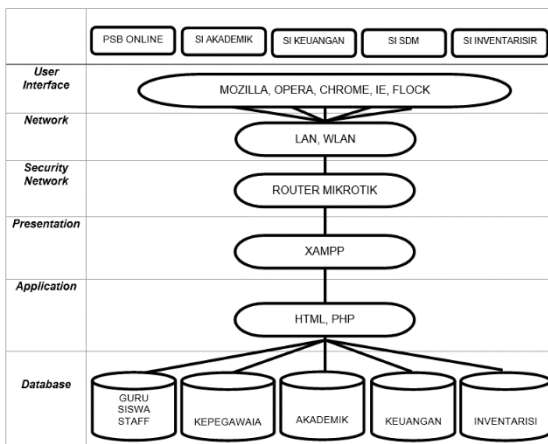 PSB ONLINE
SI AKADEMIK
SI KEUANGAN
SI SDM
SI INVENTARISIR
User
Interface
MOZILLA, OPERA, CHROME, IE, FLOCK
Network
LAN, WLAN
Security
Network
ROUTER MIKROTIK
Presentation
XAMPP
Application
HTML, PHP
Database
GURU
SISWA
STAFF
KEPEGAWAIA
AKADEMIK
KEUANGAN
INVENTARISI